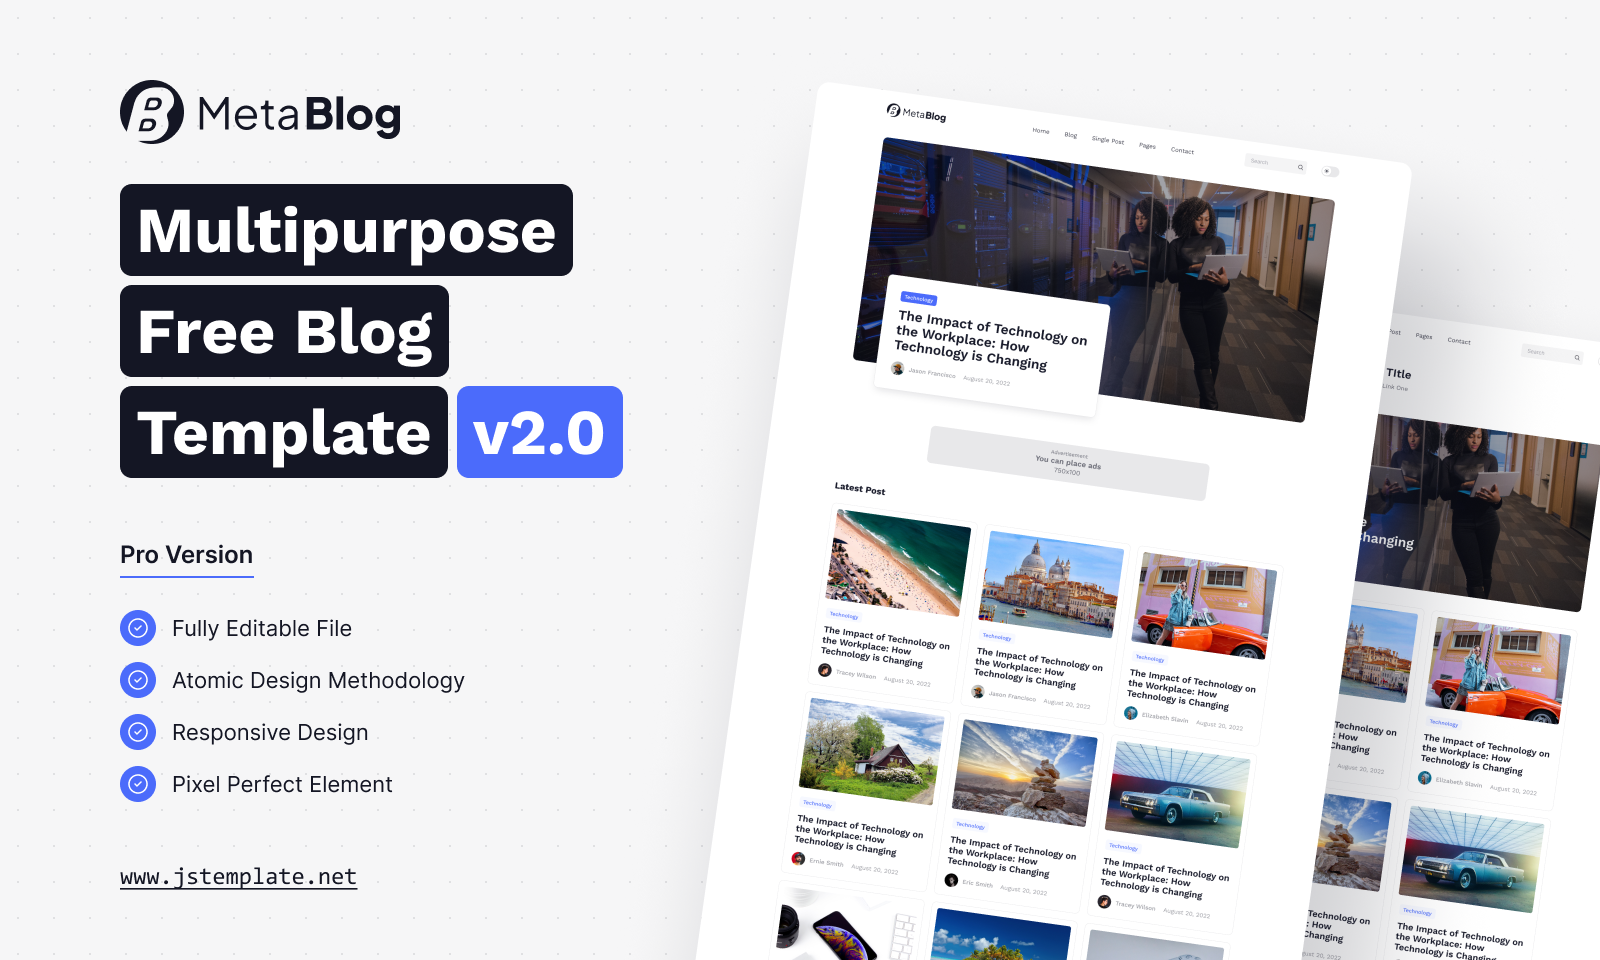 MetaBlog
Multipurpose
Free Blog
Template v2.0
Pro Version
Fully Editable File
Atomic Design Methodology
Responsive Design
Pixel Perfect Element
www.jstemplate.net
MetaBlog
Home Blog Single Post Pages Contact
Search
Technology
The Impact of Technology on
the Workplace: How
Technology is Changing
Jason Francisco August 20, 2022
Advertisement
You can place ads
750x100
Latest Post
Technology
The Impact of Technology on
the Workplace: How
Technology is Changing
Tracey Wilson August 20, 2022
Technology
The Impact of Technology on
the Workplace: How
Technology is Changing
Jason Francisco August 20, 2022
Technology
The Impact of Technology on
the Workplace: How
Technology is Changing
Elizabeth Slavin August 20, 2022
Technology
The Impact of Technology on
the Workplace: How
Technology is Changing
Ernie Smith August 20, 2022
Technology
The Impact of Technology on
the Workplace: How
Technology is Changing
Eric Smith August 20, 2022
Technology
The Impact of Technology on
the Workplace: How
Technology is Changing
Tracey Wilson August 20, 2022
Post Pages Contact
Search
TItle
Link One
Changing
Technology on
How
Changing
August 20, 2022
Technology
The Impact of Technology on
the Workplace: How
Technology is Changing
Elizabeth Slavin August 20, 2022
Technology on
How
Changing
August 20, 2022
Technology
The Impact of Technology on
the Workplace: How
Technology is Changing